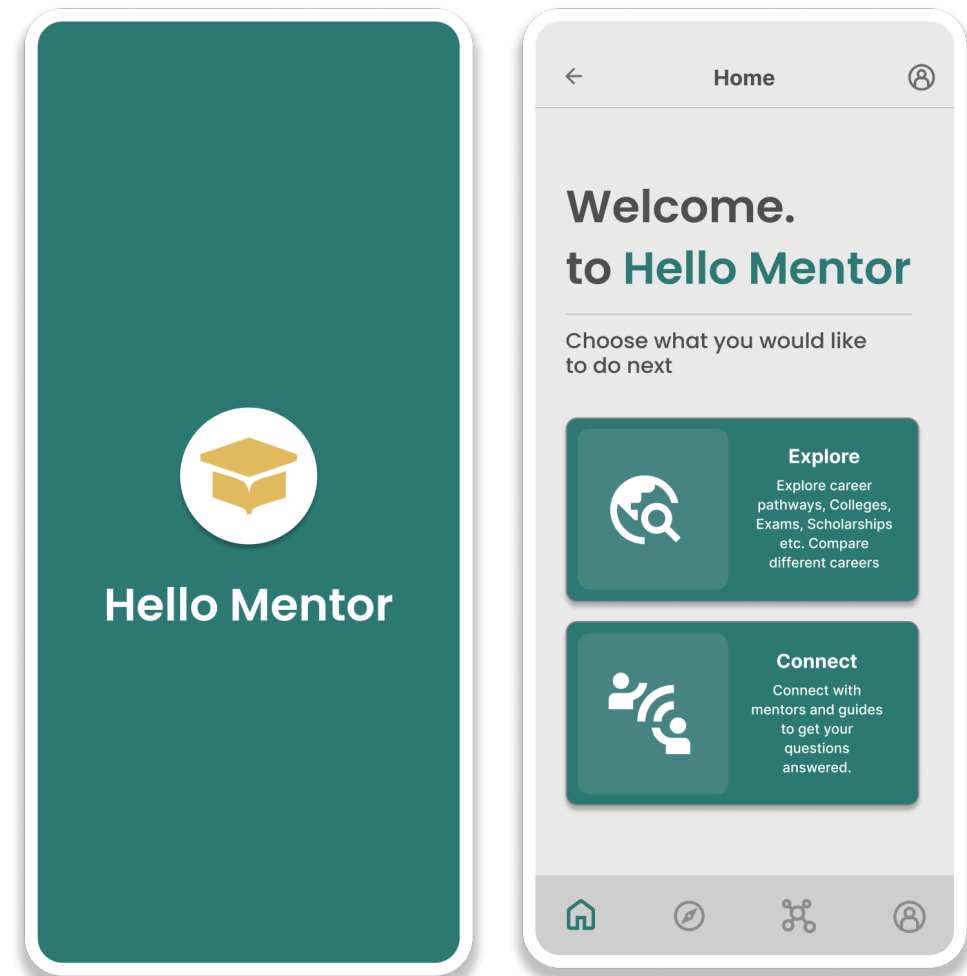 Hello Mentor
Home
Welcome.
to Hello Mentor
Choose what you would like
to do next
Explore
Explore career
pathways, Colleges,
Exams, Scholarships
etc. Compare
different careers
Connect
Connect with
mentors and guides
to get your
questions
answered.